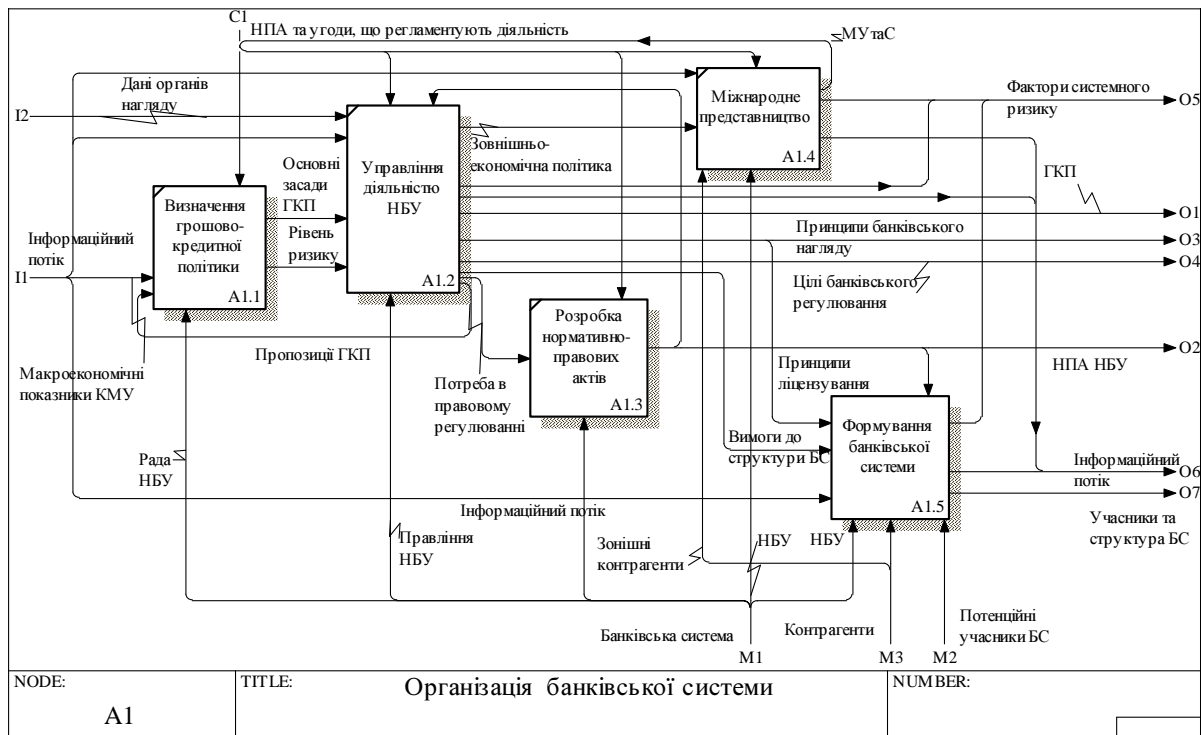 C1
НПА та угоди, що регламентують діяльність
МУтаС
Дані органів
нагляду
I2
Міжнародне
представництво
A1.4
Фактори системного
ризику
O5
Зовнішньо-
економічна політика
Основні
засади
ГКП
Управління
діяльністю
НБУ
A1.2
ГКП
O1
Визначення
грошово-
кредитної
політики
A1.1
Інформаційний
потік
I1
Рівень
ризику
Принципи банківського
нагляду
O3
O4
Цілі банківського
регулювання
Розробка
нормативно-
правових
актів
A1.3
Пропозиції ГКП
O2
НПА НБУ
Макроекономічні
показники КМУ
Потреба в
правовому
регулюванні
Принципи
ліцензування
Формування
банківської
системи
A1.5
Вимоги до
структури БС
Рада
НБУ
Інформаційний
потік
O6
O7
Інформаційний потік
Учасники та
структура БС
Правління
НБУ
НБУ
НБУ
Зонішні
контрагенти
Банківська система
Контрагенти
Потенційні
учасники БС
M1
M3
M2
NODE:
A1
TITLE:
Організація банківської системи
NUMBER: